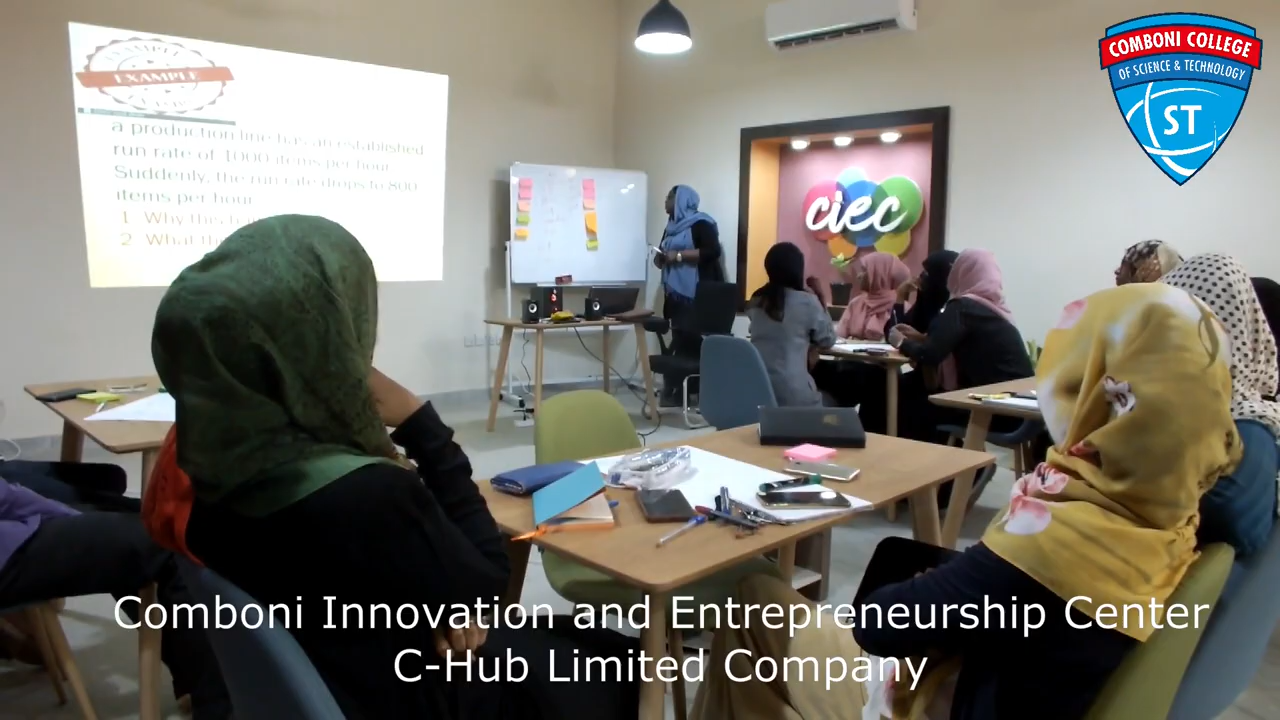 EXAMPLE
a production line has an established
run rate of 1000 items per hour
Suddenly, the run rate drops to 800
items per hour
1 Why this
2 What
ciec
COMBONI COLLEGE
OF SCIENCE & TECHNOLOGY
ST
Comboni Innovation and Entrepreneurship Center
C-Hub Limited Company